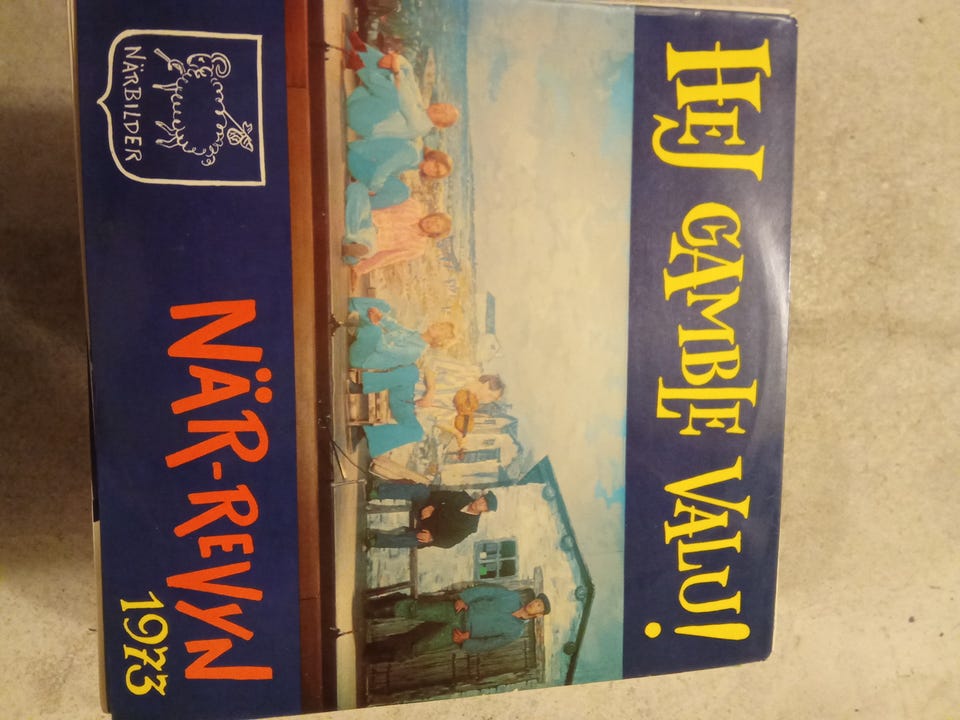 HEJ GAMBLE VALU!
NÄRBILDER
NÄR-REVYN
1973